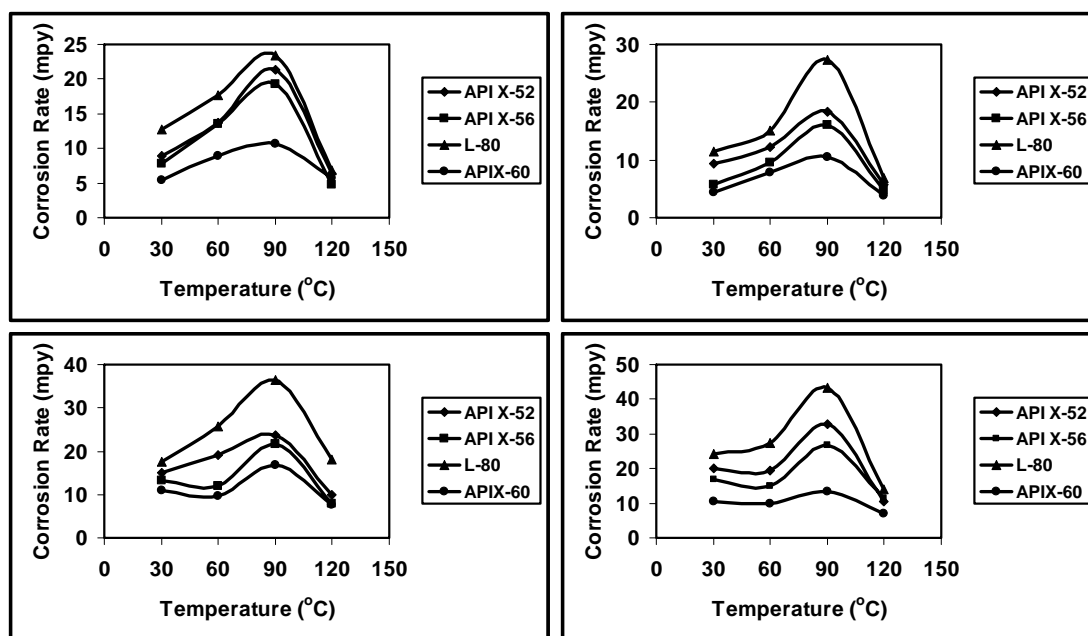 Corrosion Rate (mpy)
25
20
15
10
5
0
0 30 60 90 120 150
Temperature (°C)
API X-52
API X-56
L-80
APIX-60
Corrosion Rate (mpy)
30
20
10
0
0 30 60 90 120 150
Temperature (°C)
API X-52
API X-56
L-80
APIX-60
Corrosion Rate (mpy)
40
30
20
10
0
0 30 60 90 120 150
Temperature (°C)
API X-52
API X-56
L-80
APIX-60
Corrosion Rate (mpy)
50
40
30
20
10
0
0 30 60 90 120 150
Temperature (°C)
API X-52
API X-56
L-80
APIX-60